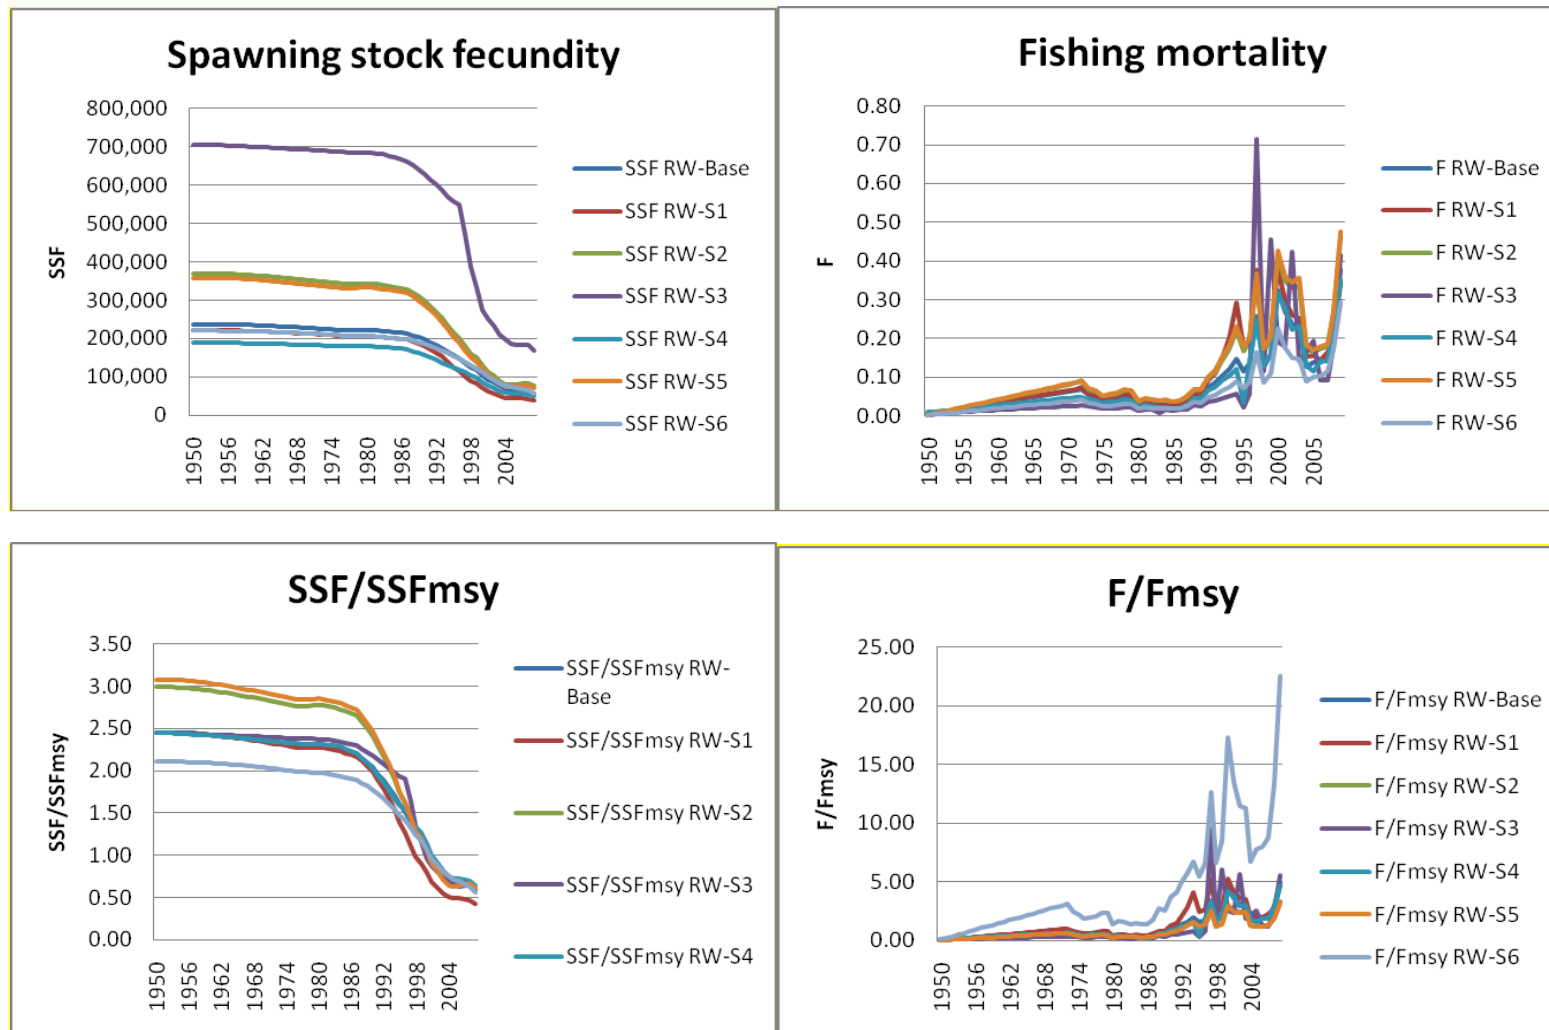 Spawning stock fecundity
800,000
700,000
600,000
500,000
400,000
300,000
200,000
100,000
0
SSF
1950
1956
1962
1968
1974
1980
1986
1992
1998
2004
SSF RW-Base
SSF RW-S1
SSF RW-S2
SSF RW-S3
SSF RW-S4
SSF RW-S5
SSF RW-S6
Fishing mortality
0.80
0.70
0.60
0.50
0.40
0.30
0.20
0.10
0.00
F
1950
1955
1960
1965
1970
1975
1980
1985
1990
1995
2000
2005
F RW-Base
F RW-S1
F RW-S2
F RW-S3
F RW-S4
F RW-S5
F RW-S6
SSF/SSFmsy
3.50
3.00
2.50
2.00
1.50
1.00
0.50
0.00
SSF/SSFmsy
1950
1956
1962
1968
1974
1980
1986
1992
1998
2004
SSF/SSFmsy RW-
Base
SSF/SSFmsy RW-S1
SSF/SSFmsy RW-S2
SSF/SSFmsy RW-S3
SSF/SSFmsy RW-S4
F/Fmsy
25.00
20.00
15.00
10.00
5.00
0.00
F/Fmsy
1950
1956
1962
1968
1974
1980
1986
1992
1998
2004
F/Fmsy RW-Base
F/Fmsy RW-S1
F/Fmsy RW-S2
F/Fmsy RW-S3
F/Fmsy RW-S4
F/Fmsy RW-S5
F/Fmsy RW-S6